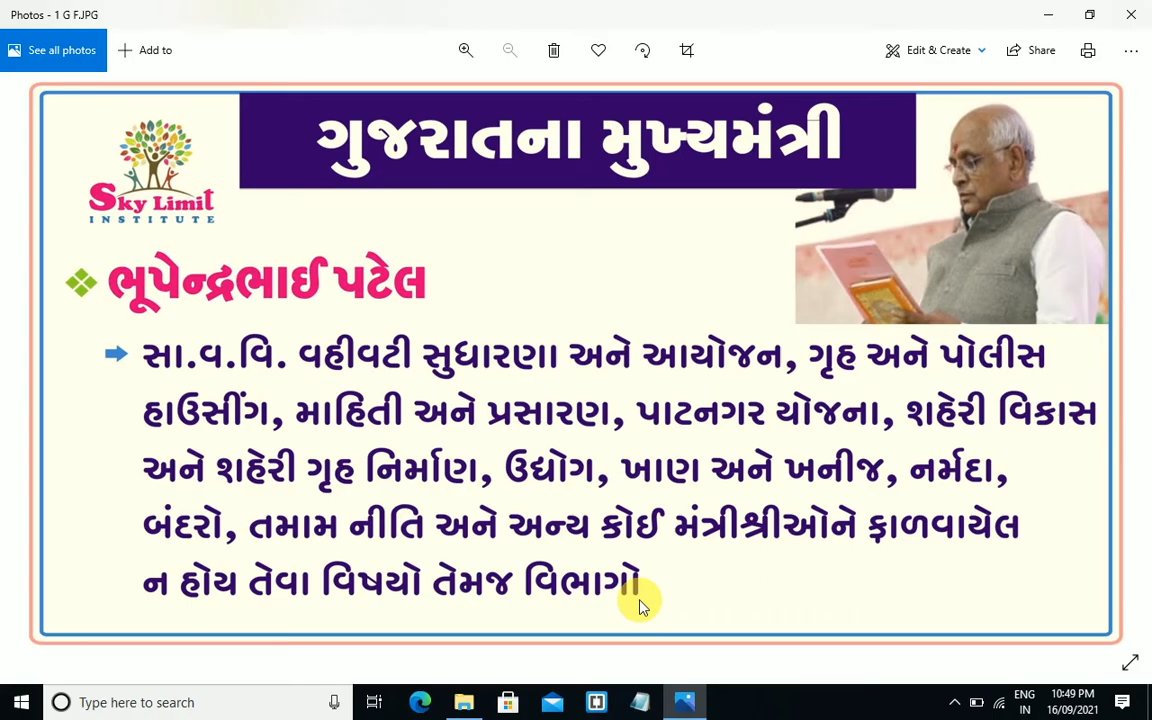 Photos - 1 G F.JPG
See all photos
Add to
Edit & Create
Share
ગુજરાતના મુખ્યમંત્રી
Sky Limit
INSTITUTE
ભૂપેન્દ્રભાઈ પટેલ
સા.વ.વિ. વહીવટી સુધારણા અને આયોજન, ગૃહ અને પોલીસ
હાઉસીંગ, માહિતી અને પ્રસારણ, પાટનગર યોજના, શહેરી વિકાસ
અને શહેરી ગૃહ નિર્માણ, ઉદ્યોગ, ખાણ અને ખનીજ, નર્મદા,
બંદરો, તમામ નીતિ અને અન્ય કોઈ મંત્રીશ્રીઓને ફાળવાયેલ
ન હોય તેવા વિષયો તેમજ વિભાગો
Type here to search
ENG
IN
10:49 PM
16/09/2021